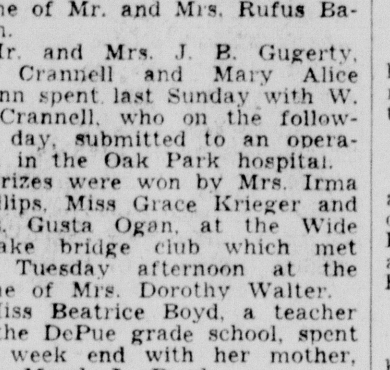 ne of Mr. and Mrs. Rufus Ba-
n.
Ir. and Mrs. J. B. Gugerty,
Crannell and Mary Alice
nn spent last Sunday with W.
Crannell, who on the follow-
day, submitted to an opera-
in the Oak Park hospital.
rizes were won by Mrs. Irma
llips, Miss Grace Krieger and
s. Gusta Ogan, at the Wide
ake bridge club which met
Tuesday afternoon at the
ne of Mrs. Dorothy Walter.
Iiss Beatrice Boyd, a teacher
the DePue grade school, spent
week end with her mother,